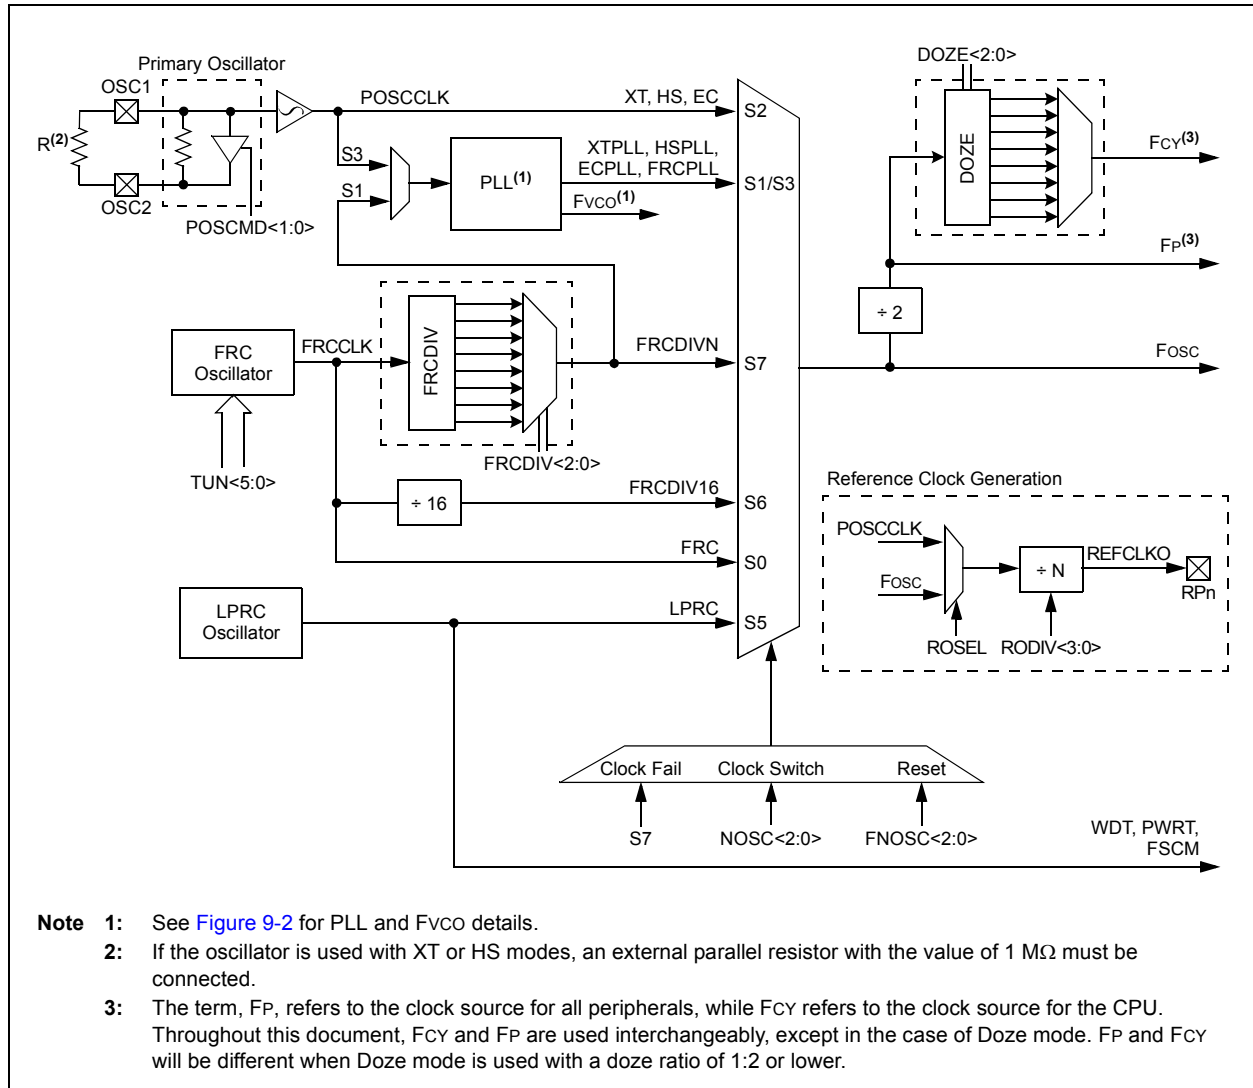 Primary Oscillator
OSC1
R(2)
OSC2
POSCMD<1:0>
POSCCLK
XT, HS, EC
S2
S3
S1
PLL(1)
XTPLL, HSPLL,
ECPLL, FRCPLL
S1/S3
FVCO(1)
DOZE<2:0>
DOZE
FCY(3)
FP(3)
÷ 2
FOSC
FRC
Oscillator
TUN<5:0>
FRCCLK
FRCDIV
FRCDIV<2:0>
FRCDIVN
S7
÷ 16
FRCDIV16
S6
FRC
S0
LPRC
Oscillator
LPRC
S5
Reference Clock Generation
POSCCLK
FOSC
ROSEL
÷ N
RODIV<3:0>
REFCLKO
RPn
Clock Fail
Clock Switch
Reset
S7
NOSC<2:0>
FNOSC<2:0>
WDT, PWRT,
FSCM
Note 1: See Figure 9-2 for PLL and FVCO details.
2: If the oscillator is used with XT or HS modes, an external parallel resistor with the value of 1 MΩ must be
connected.
3: The term, FP, refers to the clock source for all peripherals, while FCY refers to the clock source for the CPU.
Throughout this document, FCY and FP are used interchangeably, except in the case of Doze mode. FP and FCY
will be different when Doze mode is used with a doze ratio of 1:2 or lower.